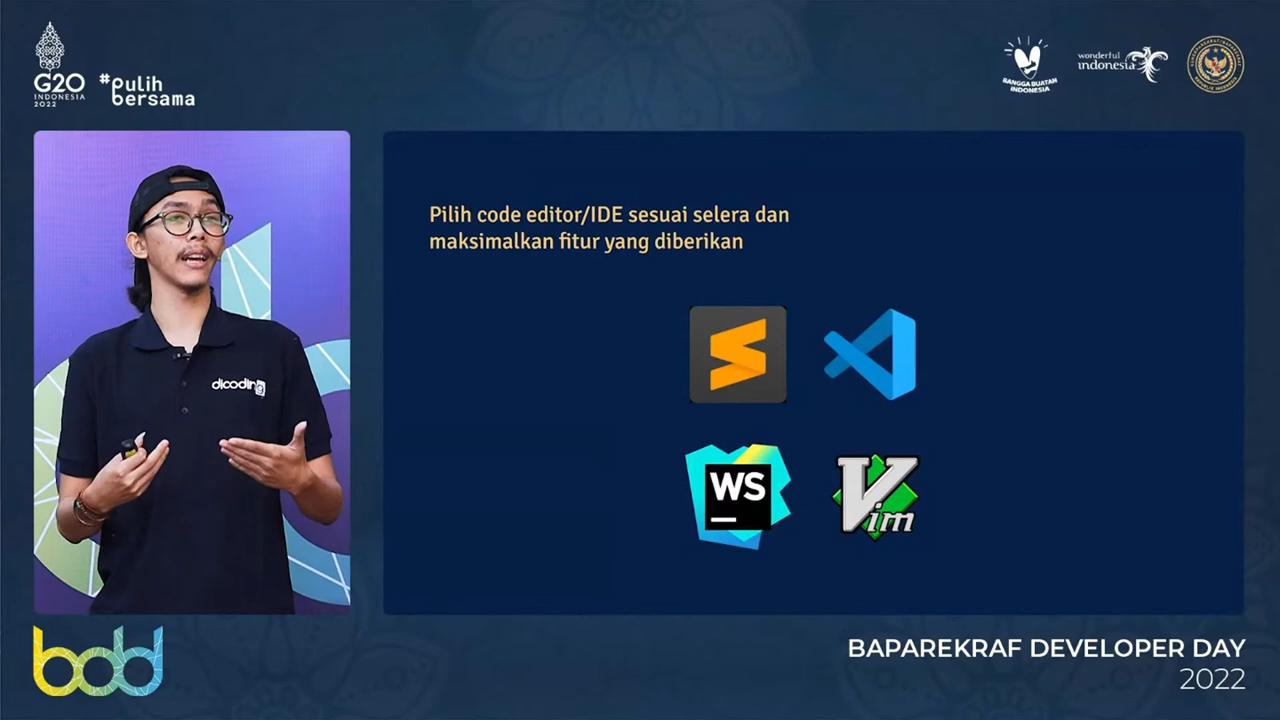 G20
INDONESIA
2022
#pulih
bersama
BANGGA BUATAN
INDONESIA
wonderful
indonesia
Pilih code editor/IDE sesuai selera dan
maksimalkan fitur yang diberikan
dicoding
WS
Vim
bdd
BAPAREKRAF DEVELOPER DAY
2022